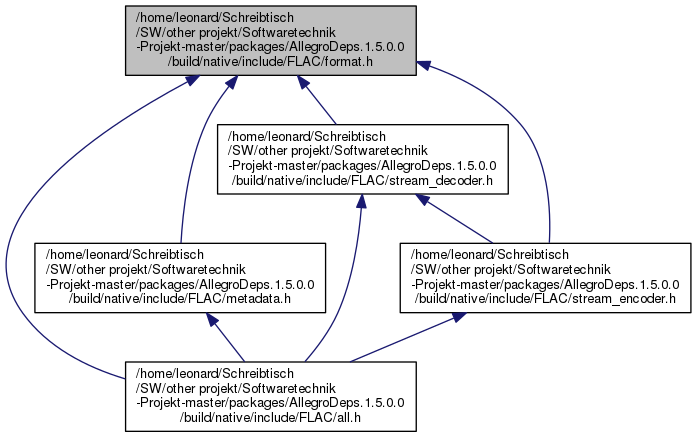 /home/leonard/Schreibtisch
/SW/other projekt/Softwaretechnik
-Projekt-master/packages/AllegroDeps.1.5.0.0
/build/native/include/FLAC/format.h
/home/leonard/Schreibtisch
/SW/other projekt/Softwaretechnik
-Projekt-master/packages/AllegroDeps.1.5.0.0
/build/native/include/FLAC/stream_decoder.h
/home/leonard/Schreibtisch
/SW/other projekt/Softwaretechnik
-Projekt-master/packages/AllegroDeps.1.5.0.0
/build/native/include/FLAC/metadata.h
/home/leonard/Schreibtisch
/SW/other projekt/Softwaretechnik
-Projekt-master/packages/AllegroDeps.1.5.0.0
/build/native/include/FLAC/stream_encoder.h
/home/leonard/Schreibtisch
/SW/other projekt/Softwaretechnik
-Projekt-master/packages/AllegroDeps.1.5.0.0
/build/native/include/FLAC/all.h